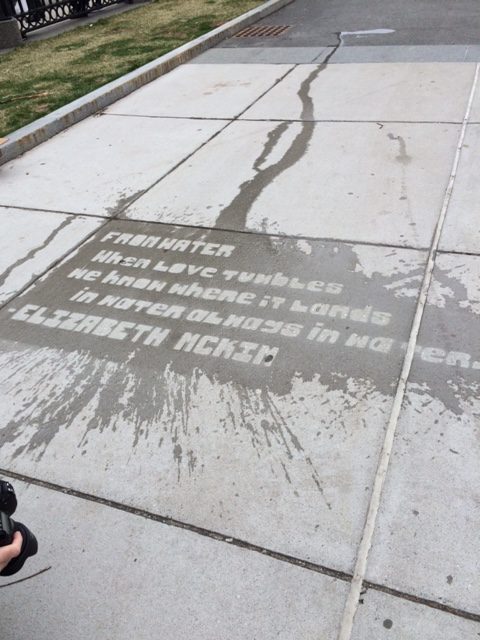 FROM WATER
When Love TUMBLES
we know where it Lands
in water always in water.
ELIZABETH MCKIM